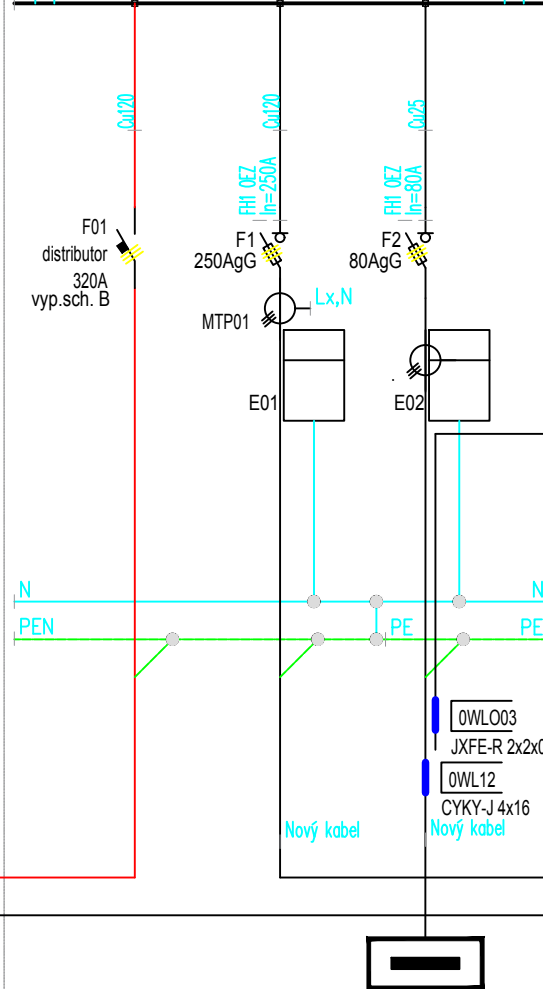 Cu120
Cu120
Cu25
FH1 OEZ
In=250A
FH1 OEZ
In=80A
F01
distributor
320A
vyp.sch. B
F1
250AgG
F2
80AgG
MTP01
Lx,N
E01
E02
N
N
PEN
PE
PE
0WLO03
JXFE-R 2x2x0
0WL12
CYKY-J 4x16
Nový kabel
Nový kabel